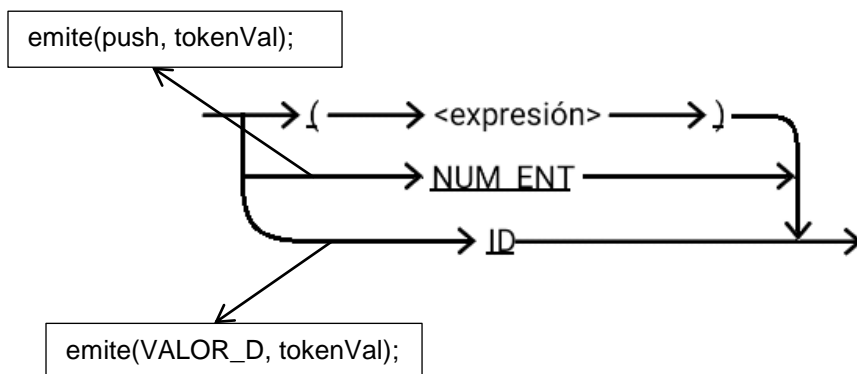 emite(push, tokenVal);
( <expresión> )
NUM_ENT
ID
emite(VALOR_D, tokenVal);